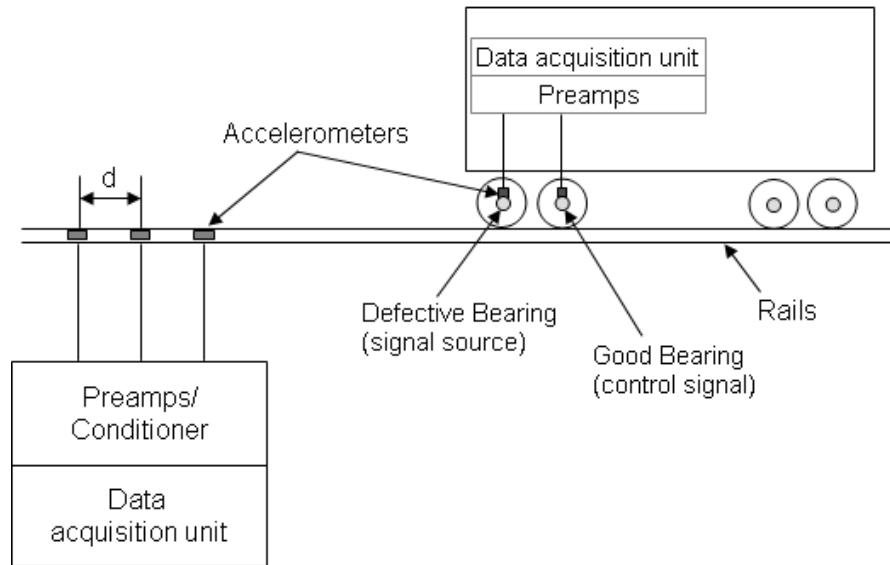 Data acquisition unit
Preamps
Accelerometers
d
Defective Bearing
(signal source)
Good Bearing
(control signal)
Rails
Preamps/
Conditioner
Data
acquisition unit